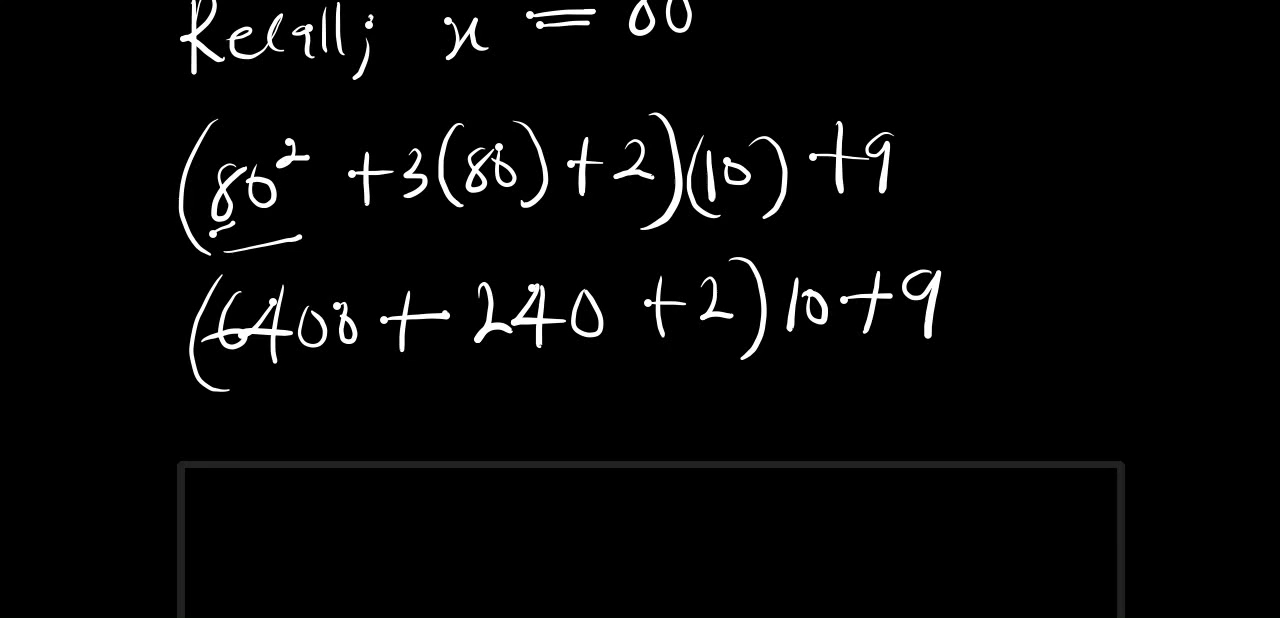 Recall; x = 80
(80² + 3(80) + 2)(10) + 9
(6400 + 240 + 2) 10 + 9